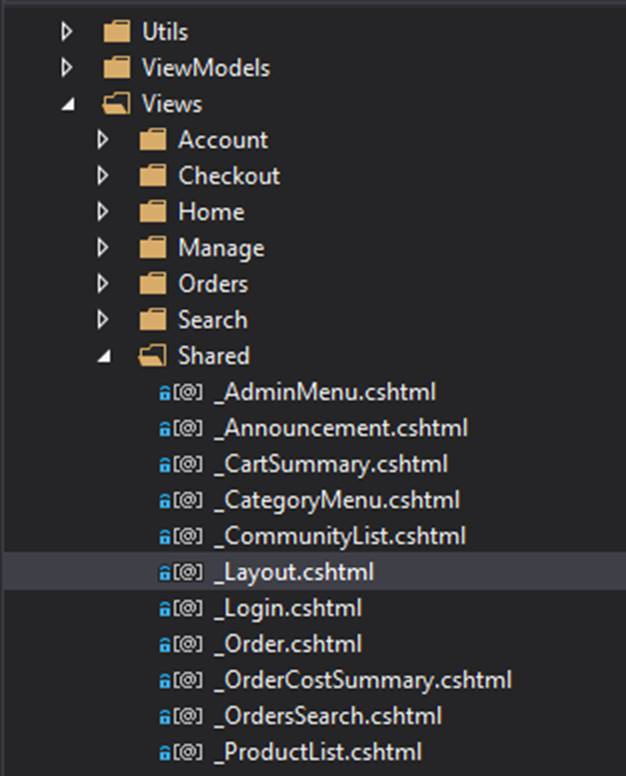 Utils
ViewModels
Views
Account
Checkout
Home
Manage
Orders
Search
Shared
[@] _AdminMenu.cshtml
[@] _Announcement.cshtml
[@] _CartSummary.cshtml
[@] _CategoryMenu.cshtml
[@] _CommunityList.cshtml
[@] _Layout.cshtml
[@] _Login.cshtml
[@] _Order.cshtml
[@] _OrderCostSummary.cshtml
[@] _OrdersSearch.cshtml
[@] _ProductList.cshtml